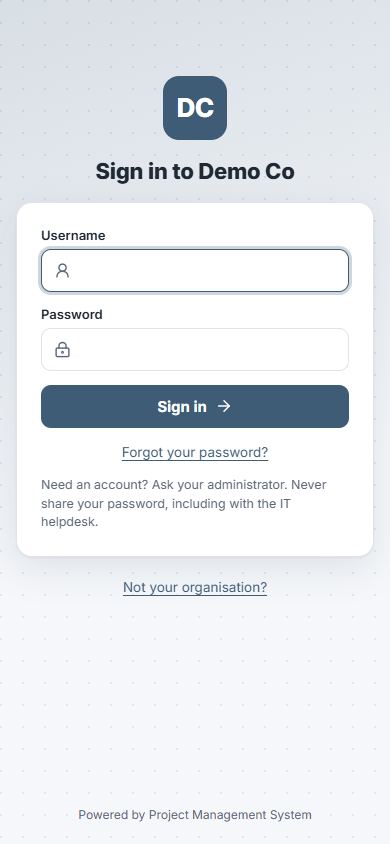 DC
Sign in to Demo Co
Username
Password
Sign in
Forgot your password?
Need an account? Ask your administrator. Never
share your password, including with the IT
helpdesk.
Not your organisation?
Powered by Project Management System